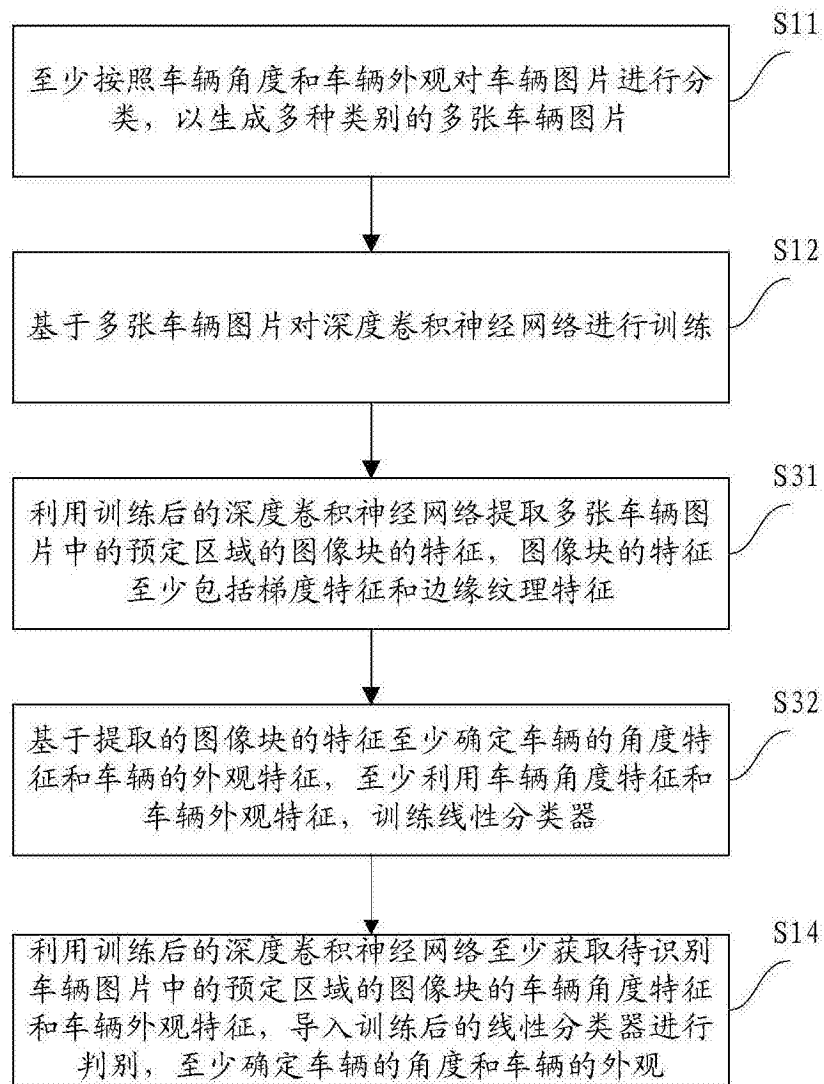 S11
至少按照车辆角度和车辆外观对车辆图片进行分
类，以生成多种类别的多张车辆图片
S12
基于多张车辆图片对深度卷积神经网络进行训练
S31
利用训练后的深度卷积神经网络提取多张车辆图
片中的预定区域的图像块的特征，图像块的特征
至少包括梯度特征和边缘纹理特征
S32
基于提取的图像块的特征至少确定车辆的角度特
征和车辆的外观特征，至少利用车辆角度特征和
车辆外观特征，训练线性分类器
S14
利用训练后的深度卷积神经网络至少获取待识别
车辆图片中的预定区域的图像块的车辆角度特征
和车辆外观特征，导入训练后的线性分类器进行
判别，至少确定车辆的角度和车辆的外观